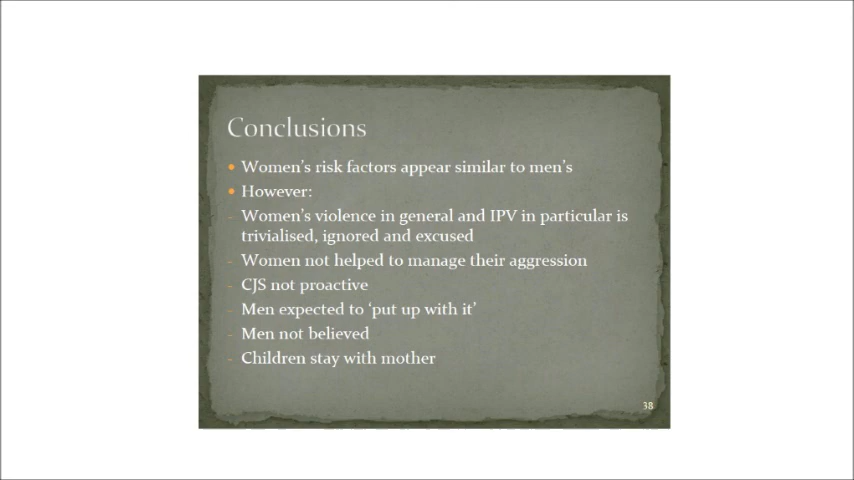 Conclusions
• Women's risk factors appear similar to men's
• However:
- Women's violence in general and IPV in particular is
trivialised, ignored and excused
- Women not helped to manage their aggression
- CJS not proactive
- Men expected to 'put up with it'
- Men not believed
- Children stay with mother
38